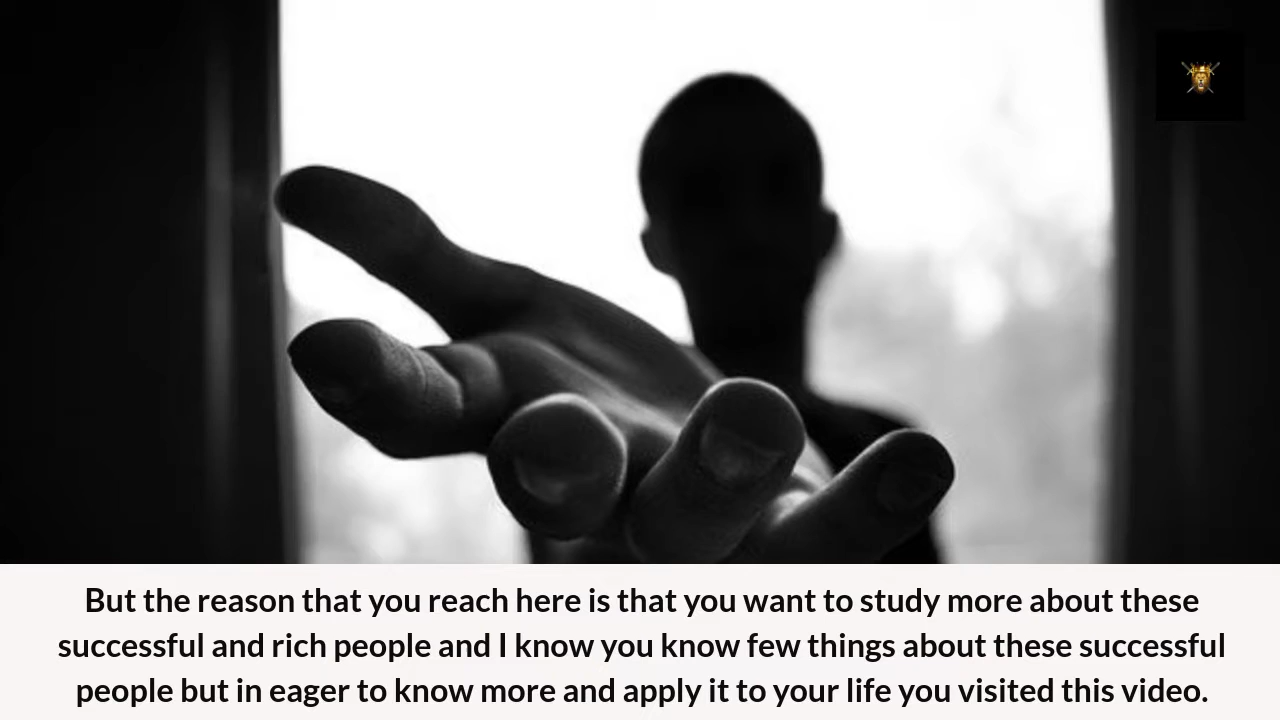 But the reason that you reach here is that you want to study more about these
successful and rich people and I know you know few things about these successful
people but in eager to know more and apply it to your life you visited this video.